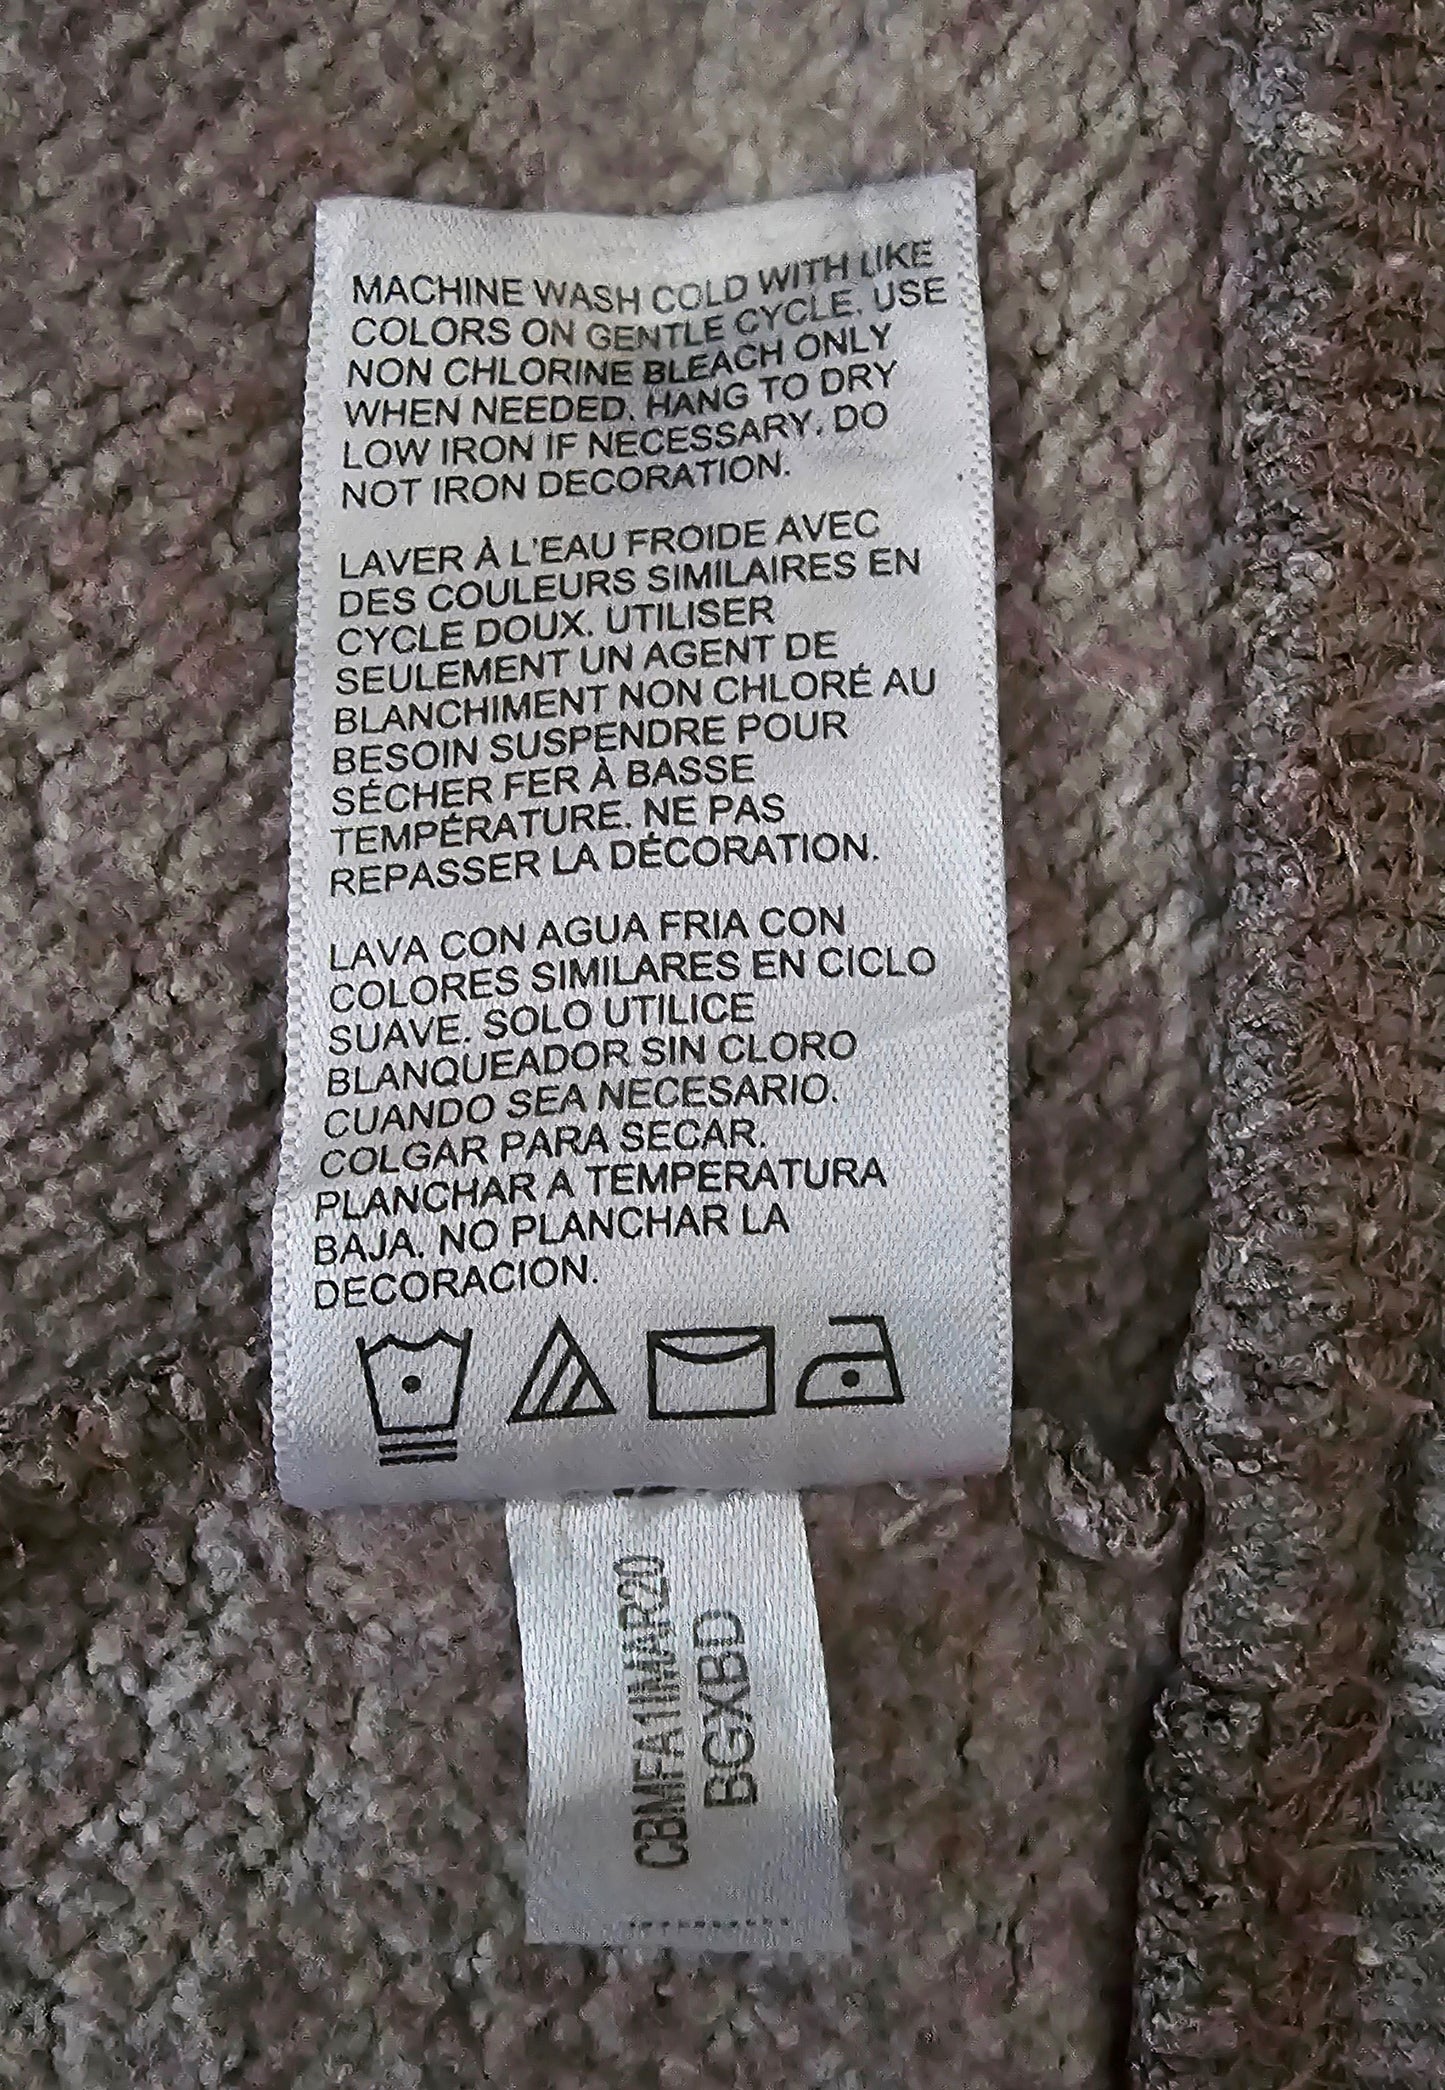 MACHINE WASH COLD WITH LIKE
COLORS ON GENTLE CYCLE. USE
NON CHLORINE BLEACH ONLY
WHEN NEEDED. HANG TO DRY
LOW IRON IF NECESSARY. DO
NOT IRON DECORATION.
LAVER À L'EAU FROIDE AVEC
DES COULEURS SIMILAIRES EN
CYCLE DOUX. UTILISER
SEULEMENT UN AGENT DE
BLANCHIMENT NON CHLORÉ AU
BESOIN SUSPENDRE POUR
SÉCHER FER À BASSE
TEMPÉRATURE. NE PAS
REPASSER LA DÉCORATION.
LAVA CON AGUA FRIA CON
COLORES SIMILARES EN CICLO
SUAVE. SOLO UTILICE
BLANQUEADOR SIN CLORO
CUANDO SEA NECESARIO.
COLGAR PARA SECAR.
PLANCHAR A TEMPERATURA
BAJA. NO PLANCHAR LA
DECORACION.
CBMFA1IMAR20
BGXBD